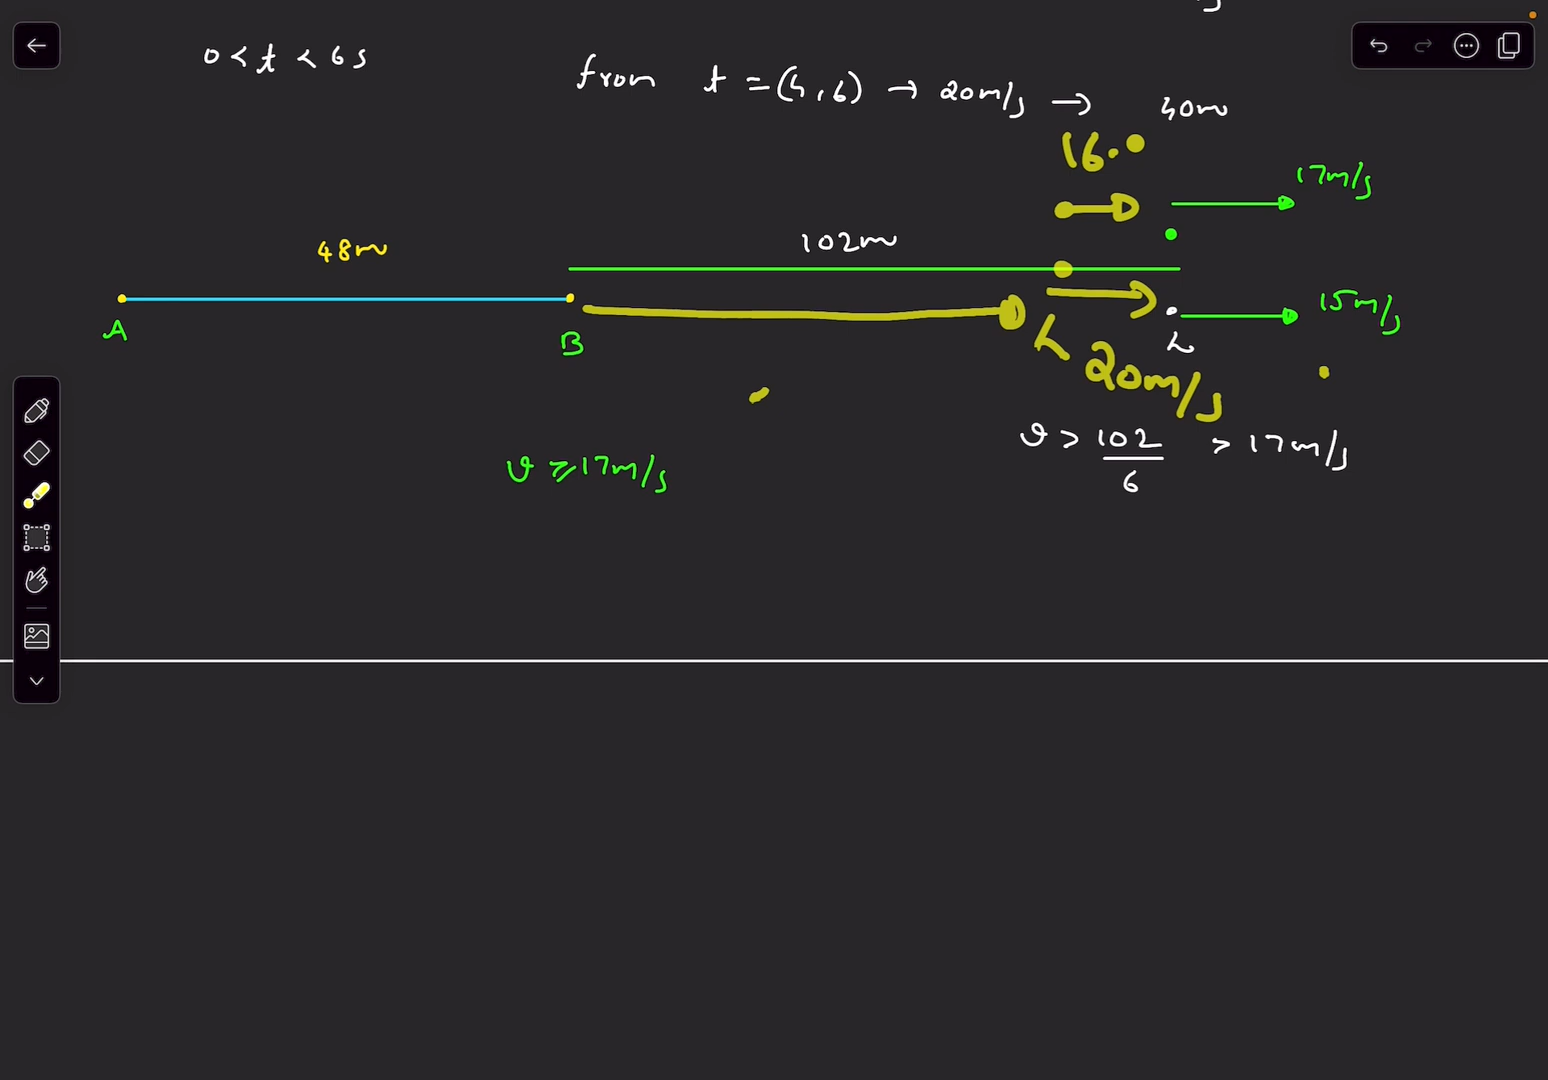 0 < t < 6 s
from t = (4, 6) → 20m/s → 40m
16.
17m/s
48m
102m
15m/s
A
B
L
L
20m/s
v > 102/6 > 17m/s
v ≥ 17m/s